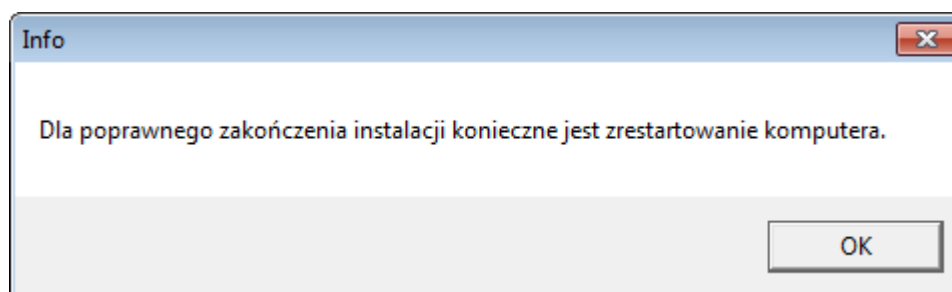 Info
Dla poprawnego zakończenia instalacji konieczne jest zrestartowanie komputera.
OK